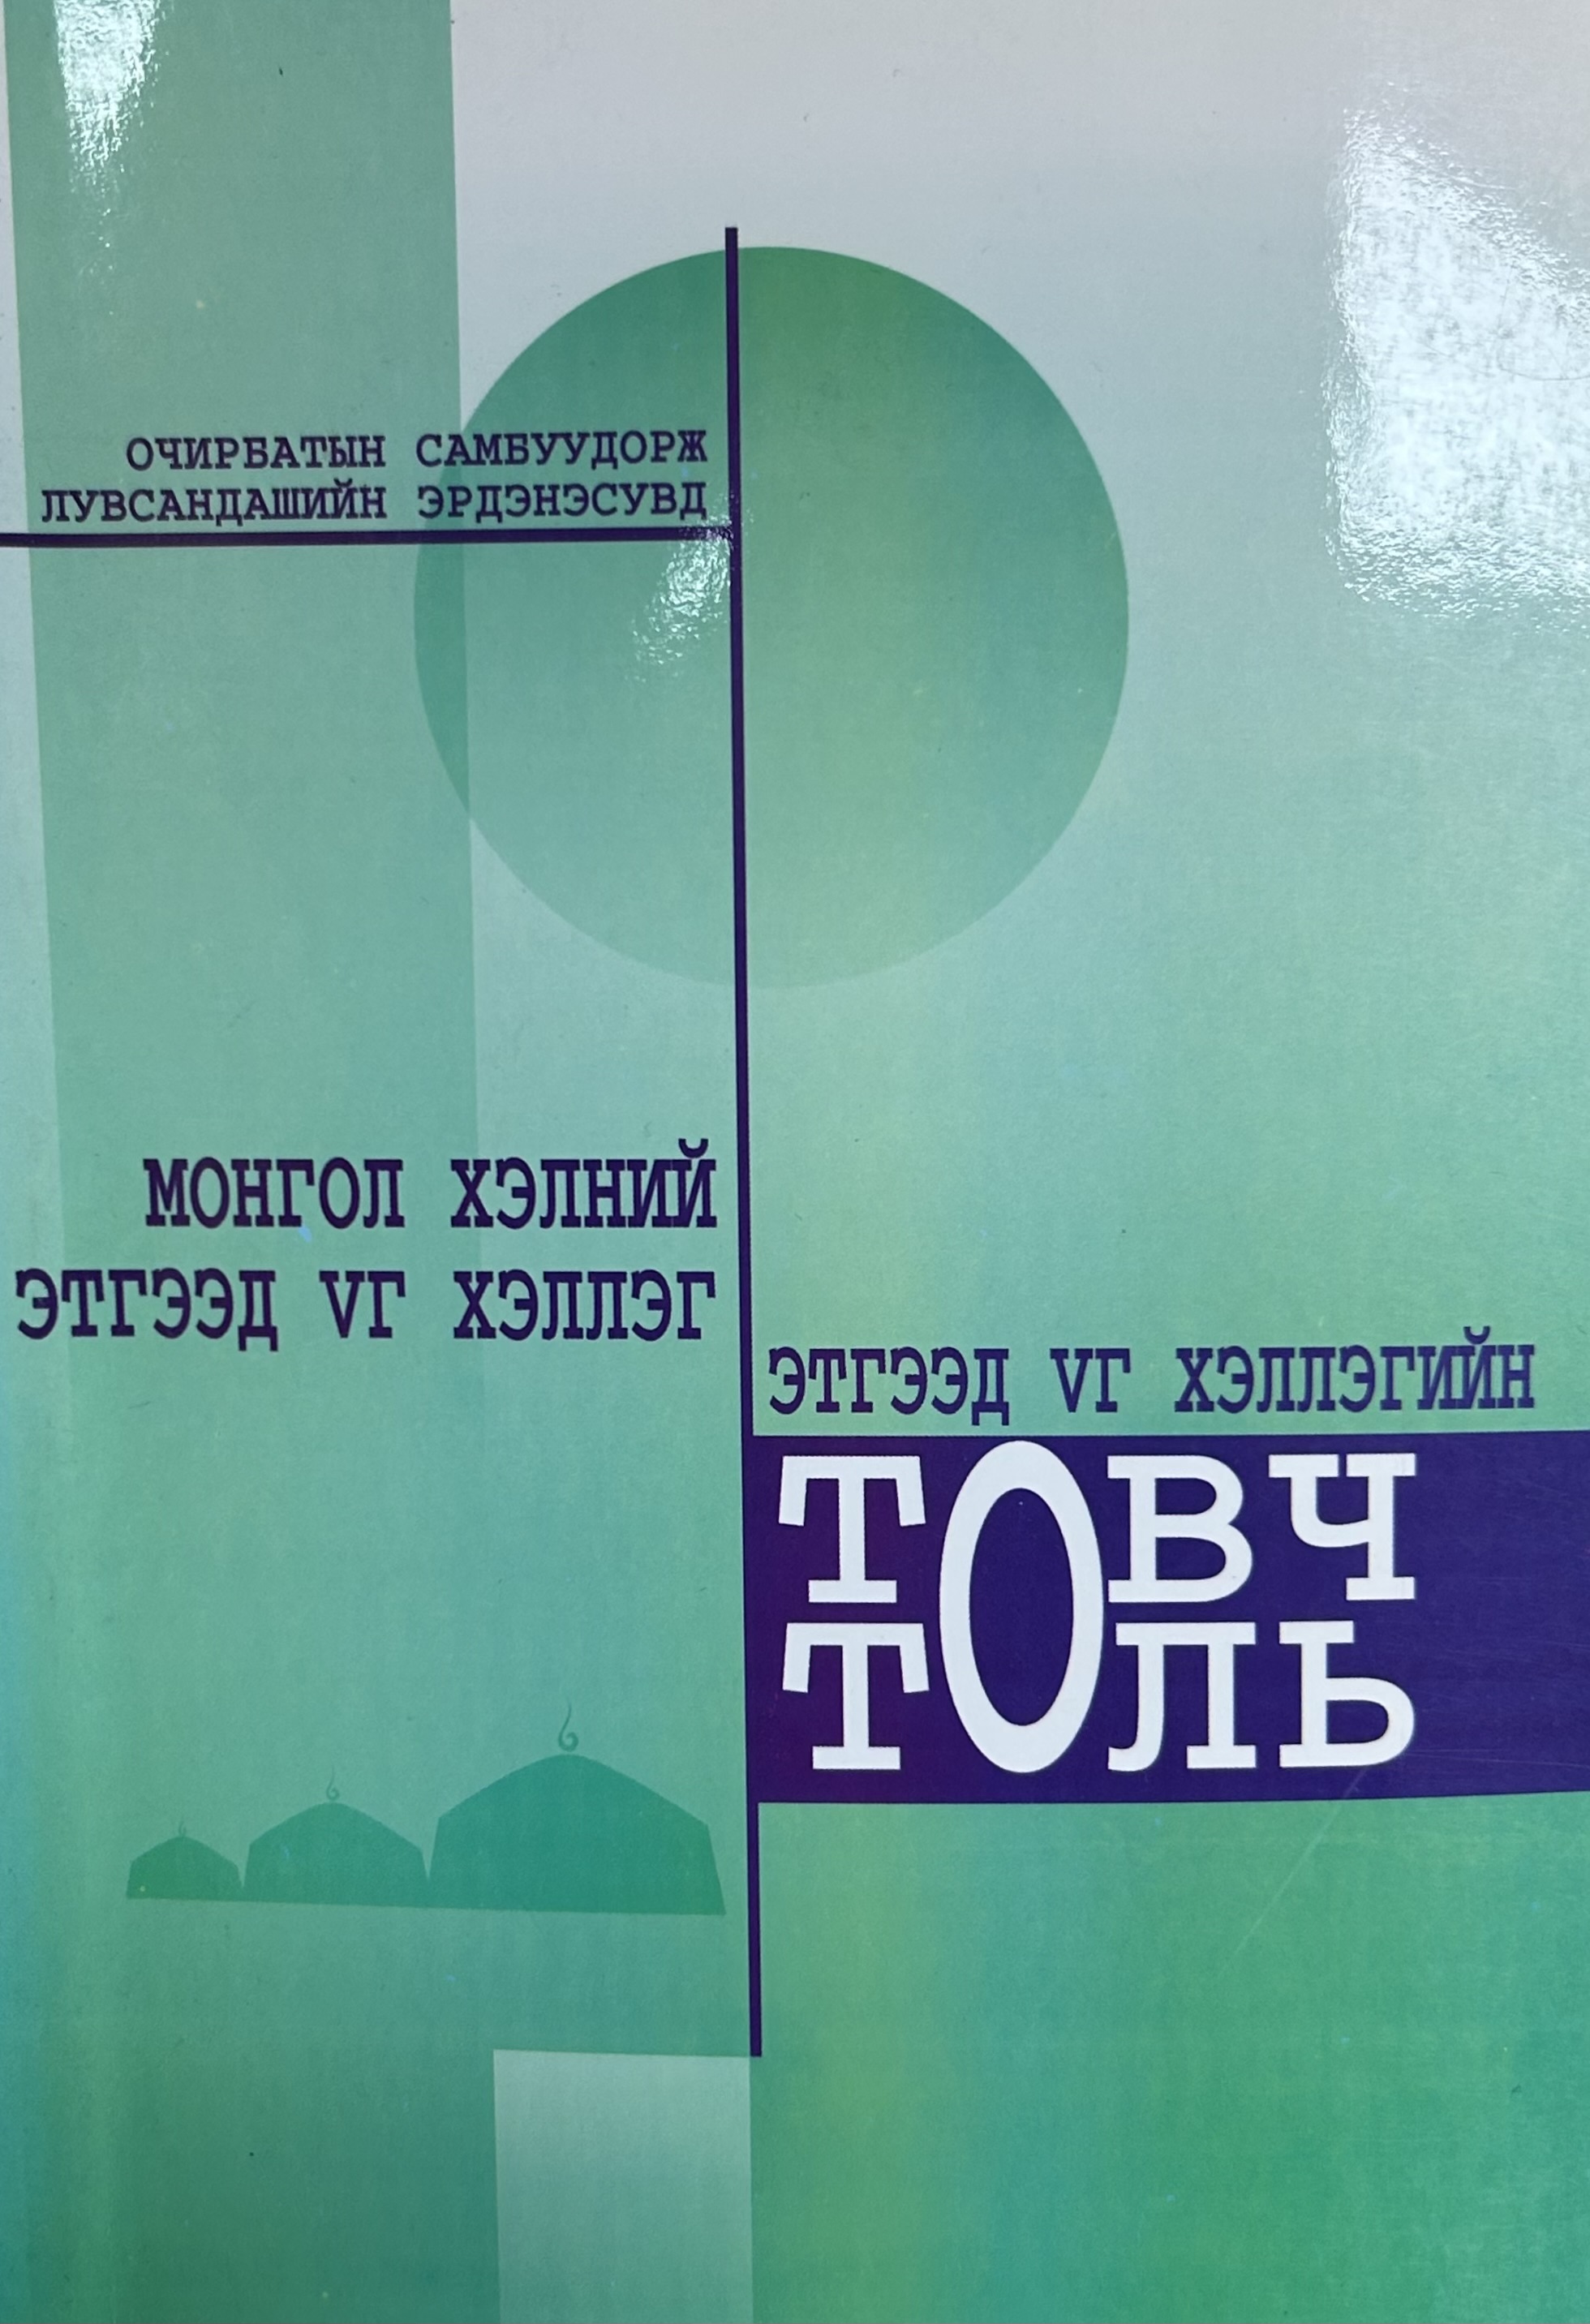 ОЧИРБАТЫН САМБУУДОРЖ
ЛУВСАНДАШИЙН ЭРДЭНЭСУВД
МОНГОЛ ХЭЛНИЙ
ЭТГЭЭД ҮГ ХЭЛЛЭГ
ЭТГЭЭД ҮГ ХЭЛЛЭГИЙН
ТОВЧ
ТОЛЬ